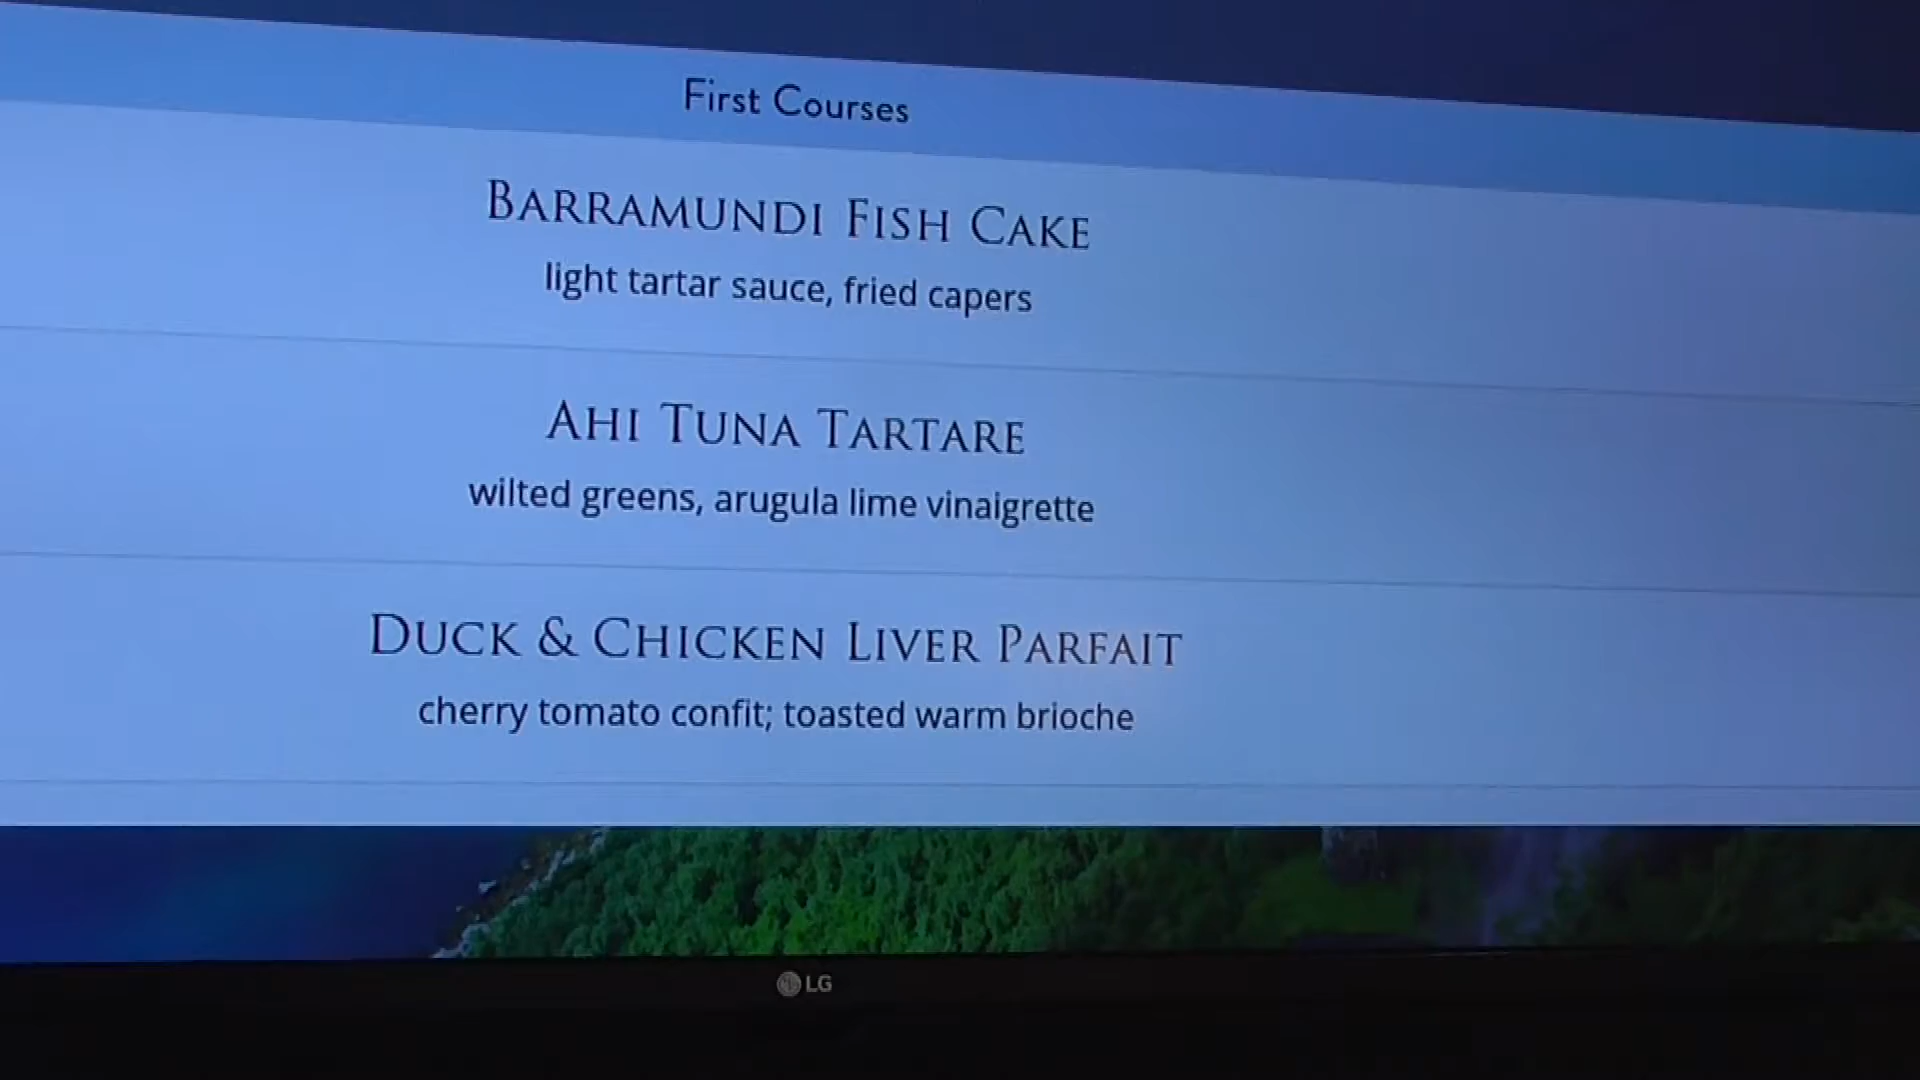 First Courses
BARRAMUNDI FISH CAKE
light tartar sauce, fried capers
AHI TUNA TARTARE
wilted greens, arugula lime vinaigrette
DUCK & CHICKEN LIVER PARFAIT
cherry tomato confit; toasted warm brioche
LG